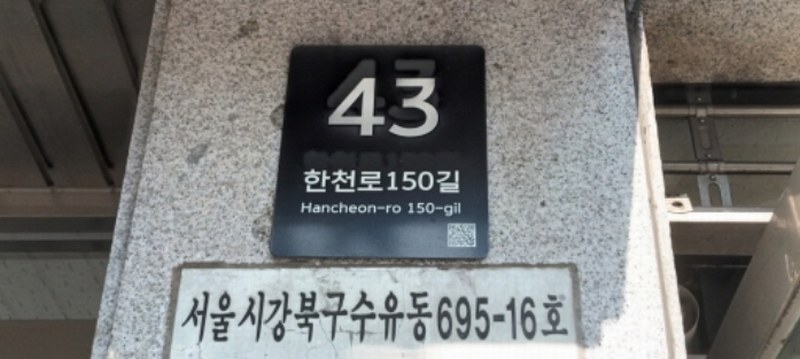 43
한천로150길
Hancheon-ro 150-gil
서울시강북구수유동695-16호